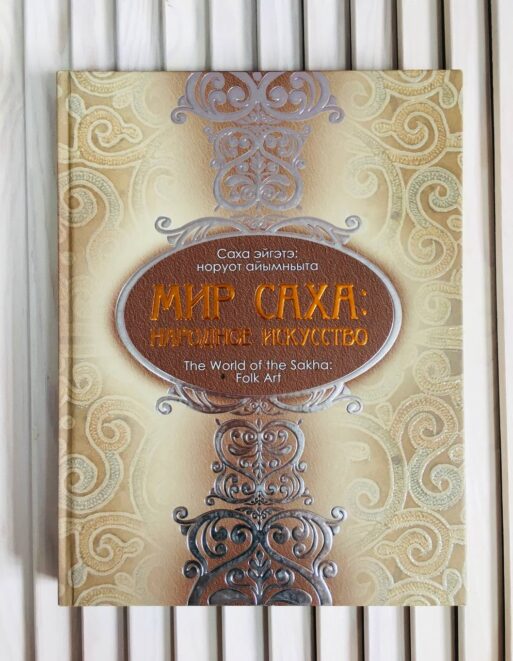 Саха эйгэтэ:
норуот айымньыта
МИР САХА:
НАРОДНОЕ ИСКУССТВО
The World of the Sakha:
Folk Art